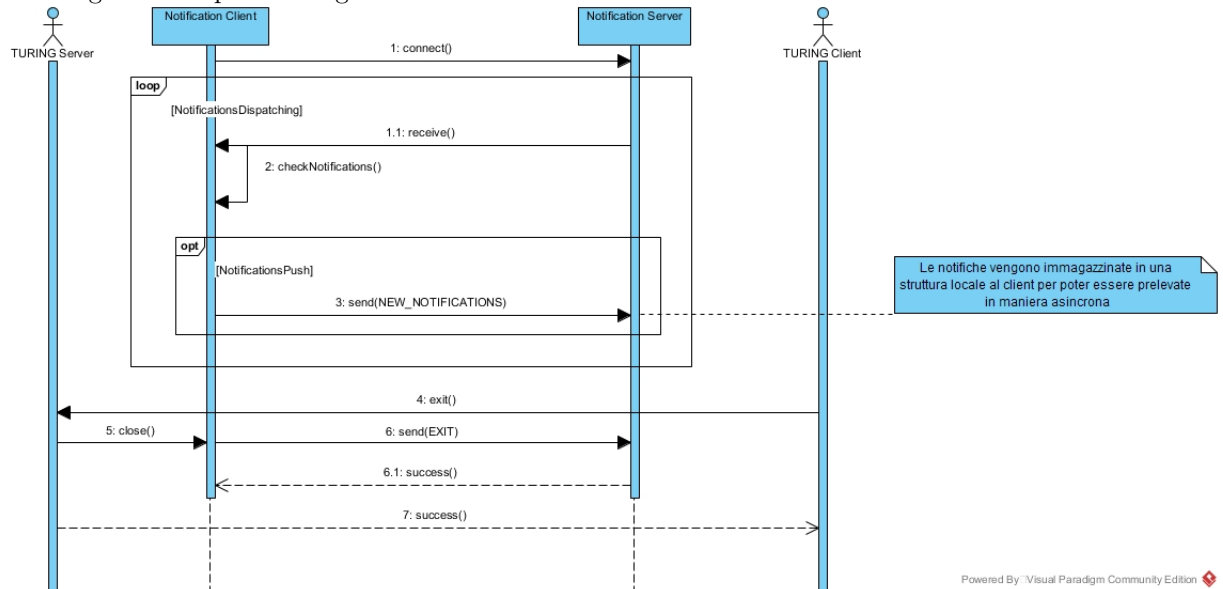 Notification Client
Notification Server
TURING Server
TURING Client
1: connect()
loop
[NotificationsDispatching]
1.1: receive()
2: checkNotifications()
opt
[NotificationsPush]
3: send(NEW_NOTIFICATIONS)
Le notifiche vengono immagazzinate in una
struttura locale al client per poter essere prelevate
in maniera asincrona
4: exit()
5: close()
6: send(EXIT)
6.1: success()
7: success()
Powered By Visual Paradigm Community Edition